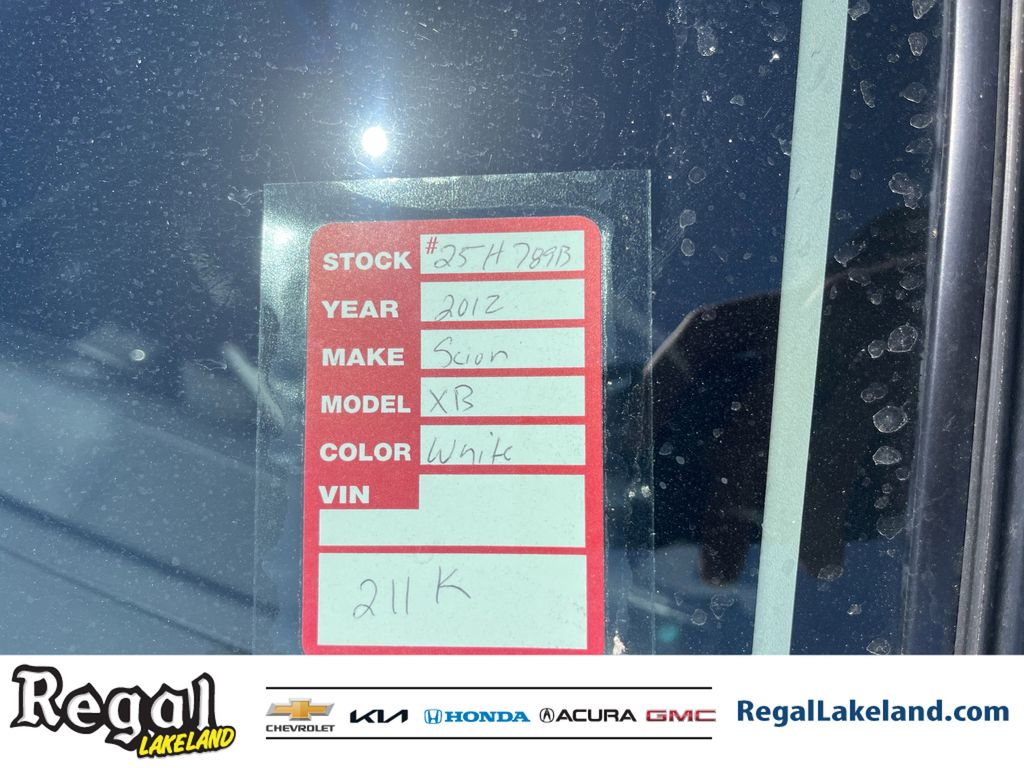 STOCK #25H789B
YEAR 2012
MAKE Scion
MODEL XB
COLOR White
VIN
211K
Regal
LAKELAND
CHEVROLET KIA HONDA ACURA GMC
RegalLakeland.com